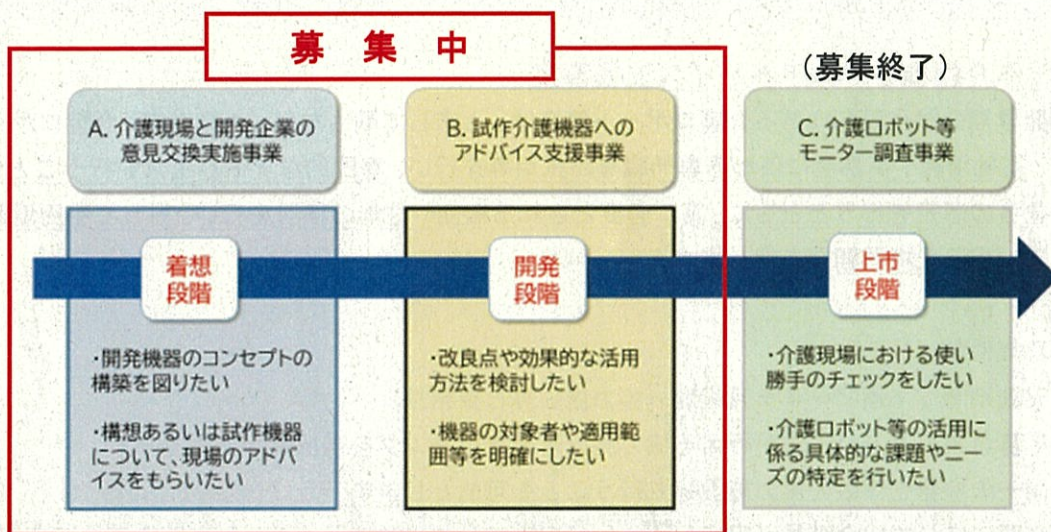 募集中
(募集終了)
A. 介護現場と開発企業の
意見交換実施事業
B. 試作介護機器への
アドバイス支援事業
C. 介護ロボット等
モニター調査事業
着想
段階
開発
段階
上市
段階
・開発機器のコンセプトの
構築を図りたい
・構想あるいは試作機器
について、現場のアドバ
イスをもらいたい
・改良点や効果的な活用
方法を検討したい
・機器の対象者や適用範
囲等を明確にしたい
・介護現場における使い
勝手のチェックをしたい
・介護ロボット等の活用に
係る具体的な課題やニー
ズの特定を行いたい